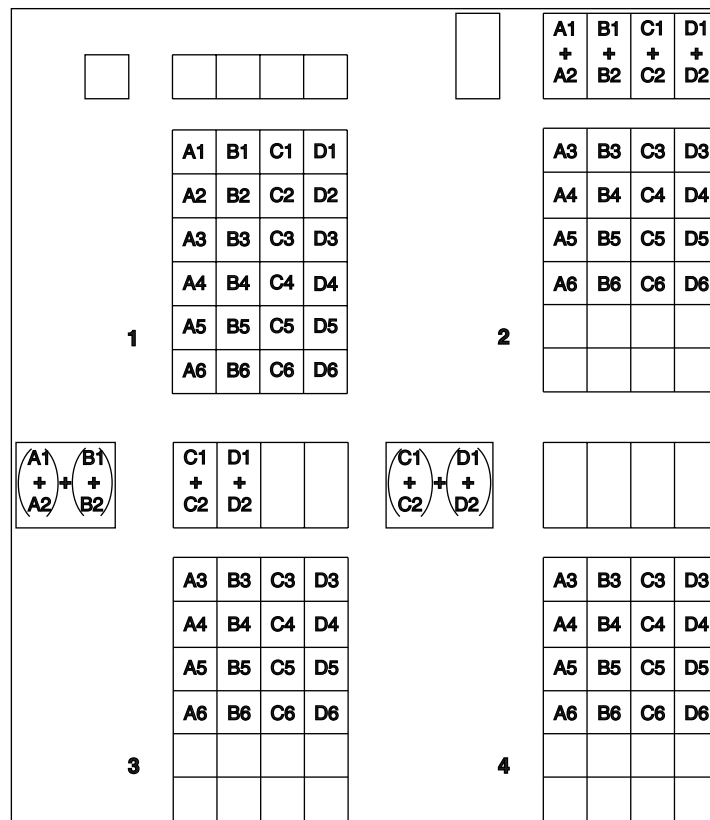 A1 B1 C1 D1
+ + + +
A2 B2 C2 D2
A1 B1 C1 D1
A2 B2 C2 D2
A3 B3 C3 D3
A4 B4 C4 D4
A5 B5 C5 D5
A6 B6 C6 D6
1
A3 B3 C3 D3
A4 B4 C4 D4
A5 B5 C5 D5
A6 B6 C6 D6
2
(A1 + A2) + (B1 + B2)
C1 D1
+ +
C2 D2
A3 B3 C3 D3
A4 B4 C4 D4
A5 B5 C5 D5
A6 B6 C6 D6
3
(C1 + C2) + (D1 + D2)
A3 B3 C3 D3
A4 B4 C4 D4
A5 B5 C5 D5
A6 B6 C6 D6
4